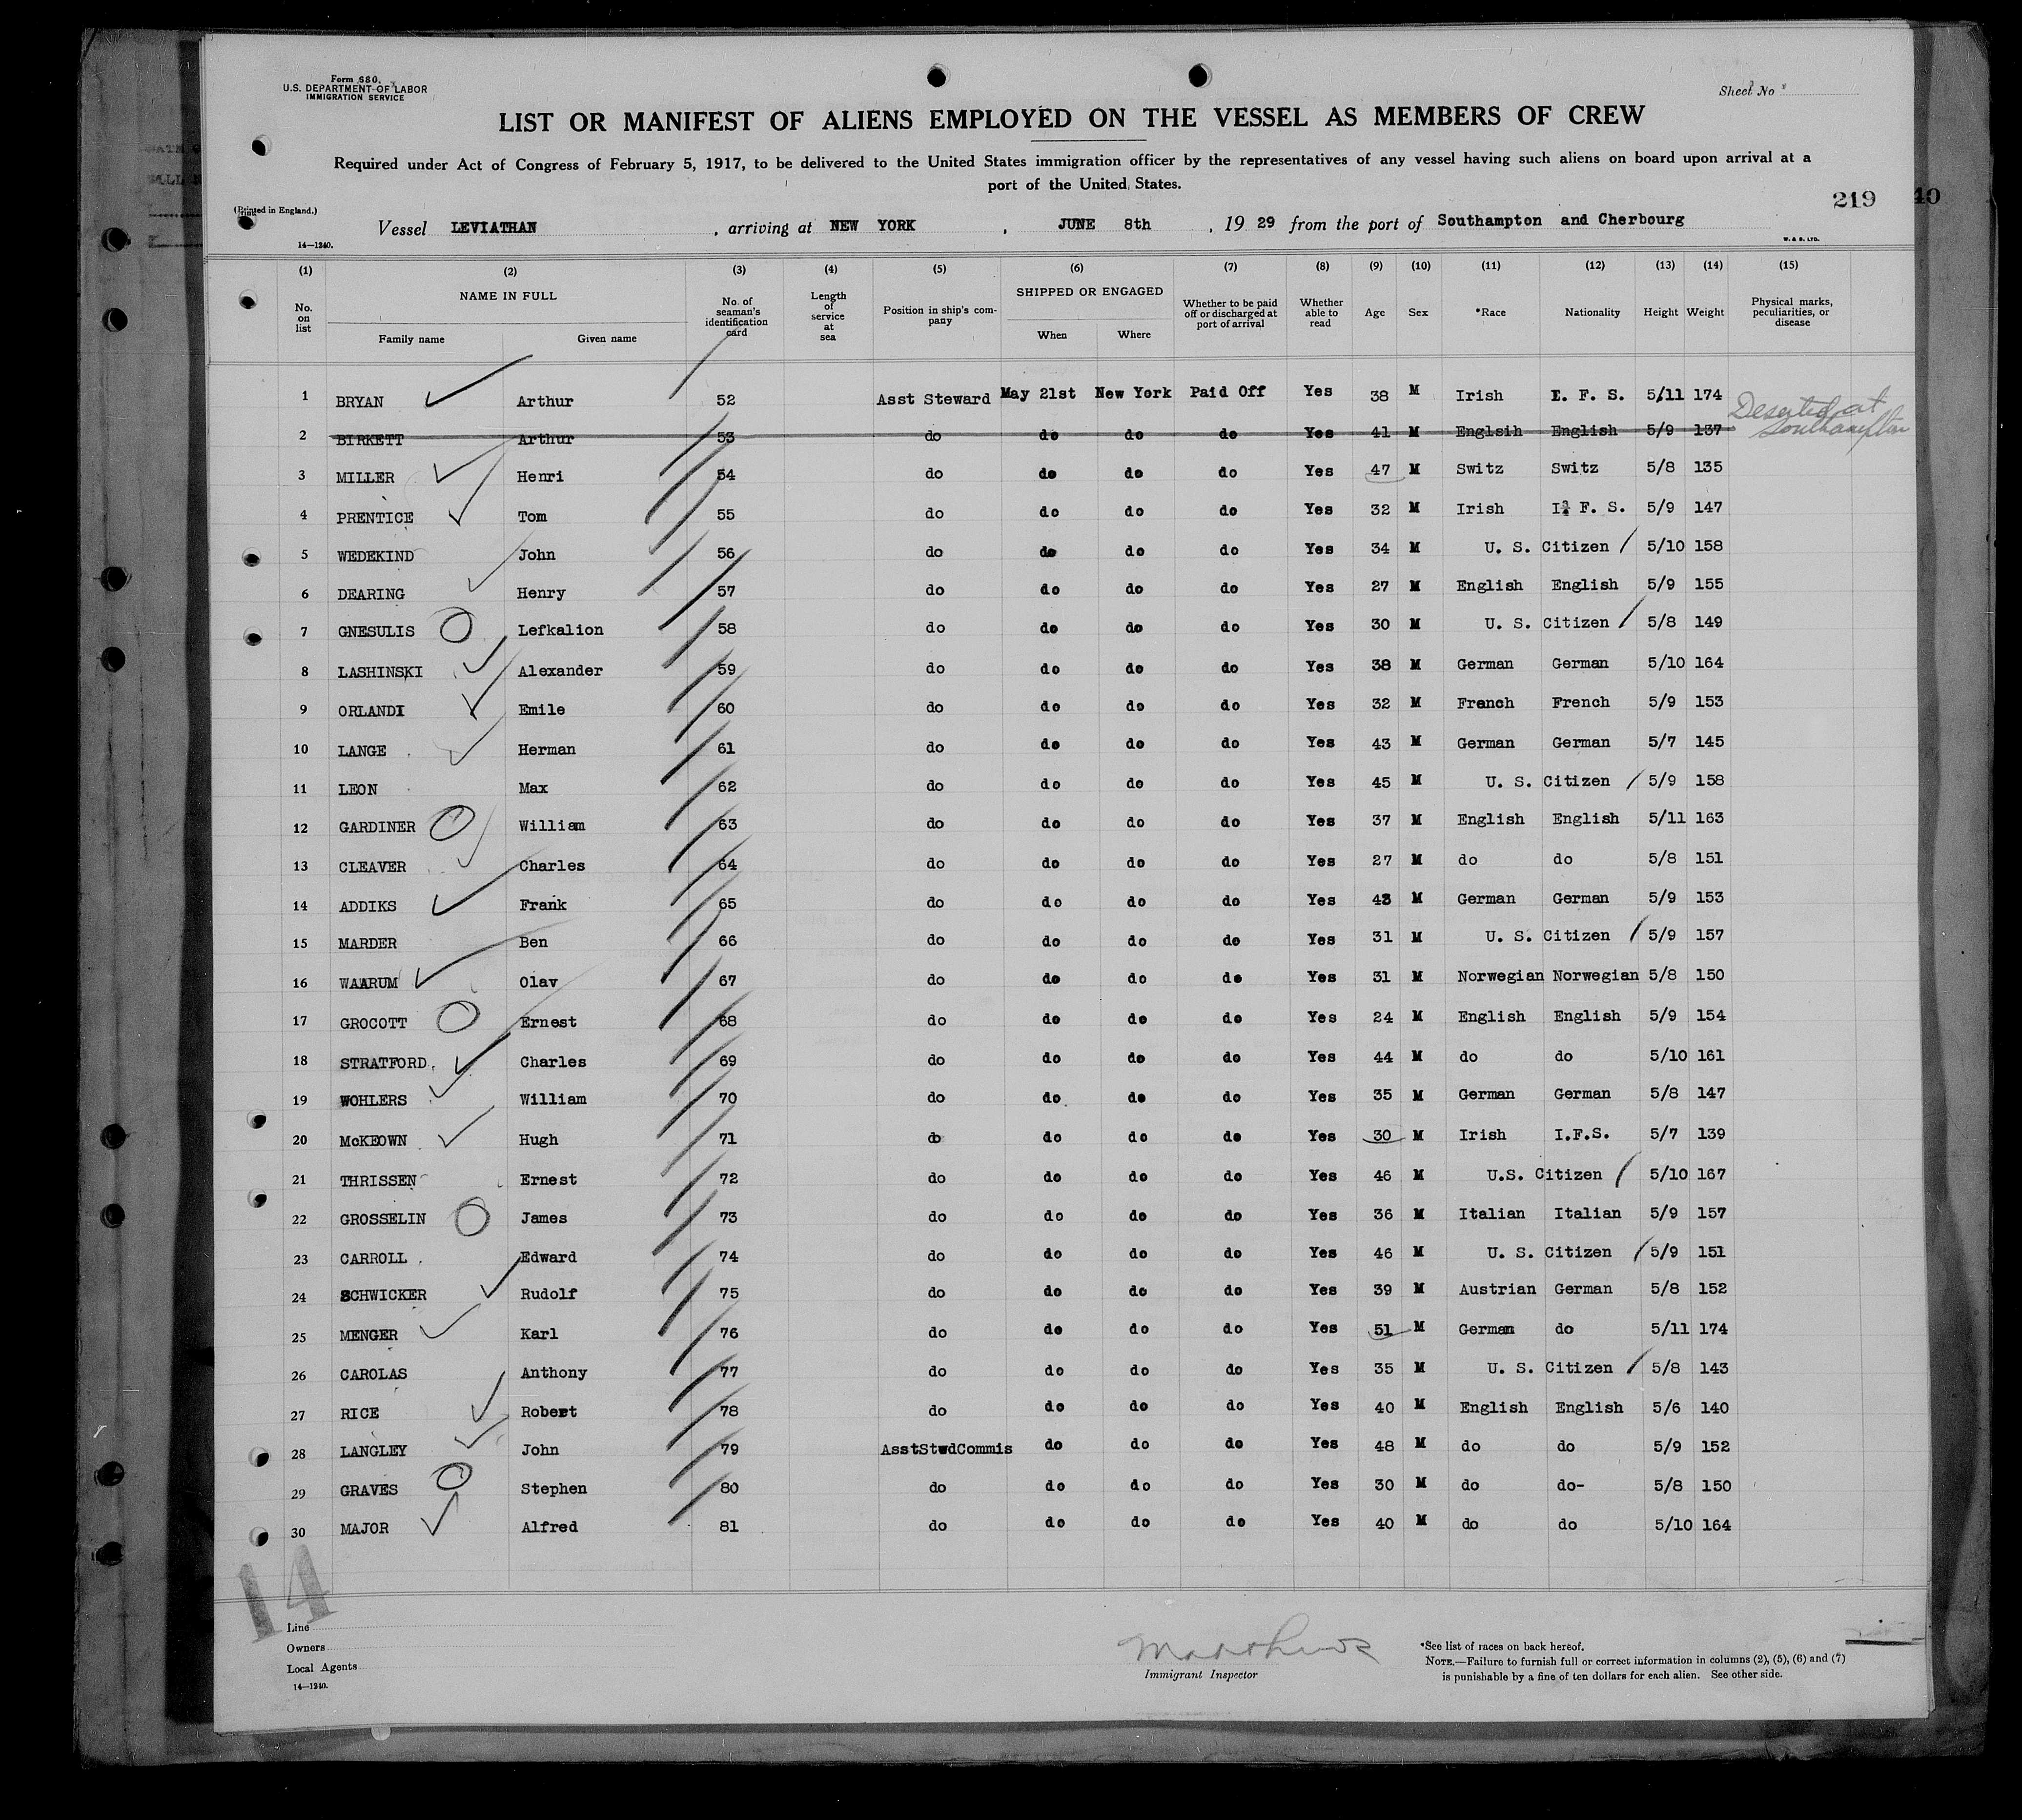 Form 680.
U.S. DEPARTMENT OF LABOR
IMMIGRATION SERVICE
Sheet No
LIST OR MANIFEST OF ALIENS EMPLOYED ON THE VESSEL AS MEMBERS OF CREW
Required under Act of Congress of February 5, 1917, to be delivered to the United States immigration officer by the representatives of any vessel having such aliens on board upon arrival at a
port of the United States.
219 40
(Printed in England.)
Vessel LEVIATHAN , arriving at NEW YORK , JUNE 8th , 19 29 from the port of Southampton and Cherbourg
14—1240.
W. & S. LTD.
(1) (2) (3) (4) (5) (6) (7) (8) (9) (10) (11) (12) (13) (14) (15)
No. on list NAME IN FULL Family name Given name No. of seaman's identification card Length of service at sea Position in ship's company SHIPPED OR ENGAGED When Where Whether to be paid off or discharged at port of arrival Whether able to read Age Sex *Race Nationality Height Weight Physical marks, peculiarities, or disease
1 BRYAN Arthur 52 Asst Steward May 21st New York Paid Off Yes 38 M Irish I. F. S. 5/11 174
2 BIRKETT Arthur 53 do do do do Yes 41 M Englsih English 5/9 137 Deserted at Southampton
3 MILLER Henri 54 do do do do Yes 47 M Switz Switz 5/8 135
4 PRENTICE Tom 55 do do do do Yes 32 M Irish I. F. S. 5/9 147
5 WEDEKIND John 56 do do do do Yes 34 M U. S. Citizen 5/10 158
6 DEARING Henry 57 do do do do Yes 27 M English English 5/9 155
7 GNESULIS Lefkalion 58 do do do do Yes 30 M U. S. Citizen 5/8 149
8 LASHINSKI Alexander 59 do do do do Yes 38 M German German 5/10 164
9 ORLANDI Emile 60 do do do do Yes 32 M French French 5/9 153
10 LANGE Herman 61 do do do do Yes 43 M German German 5/7 145
11 LEON Max 62 do do do do Yes 45 M U. S. Citizen 5/9 158
12 GARDINER William 63 do do do do Yes 37 M English English 5/11 163
13 CLEAVER Charles 64 do do do do Yes 27 M do do 5/8 151
14 ADDIKS Frank 65 do do do do Yes 43 M German German 5/9 153
15 MARDER Ben 66 do do do do Yes 31 M U. S. Citizen 5/9 157
16 WAARUM Olav 67 do do do do Yes 31 M Norwegian Norwegian 5/8 150
17 GROCOTT Ernest 68 do do do do Yes 24 M English English 5/9 154
18 STRATFORD. Charles 69 do do do do Yes 44 M do do 5/10 161
19 WOHLERS William 70 do do do do Yes 35 M German German 5/8 147
20 McKEOWN Hugh 71 do do do do Yes 30 M Irish I.F.S. 5/7 139
21 THRISSEN Ernest 72 do do do do Yes 46 M U.S. Citizen 5/10 167
22 GROSSELIN James 73 do do do do Yes 36 M Italian Italian 5/9 157
23 CARROLL . Edward 74 do do do do Yes 46 M U. S. Citizen 5/9 151
24 SCHWICKER Rudolf 75 do do do do Yes 39 M Austrian German 5/8 152
25 MENGER Karl 76 do do do do Yes 51 M German do 5/11 174
26 CAROLAS Anthony 77 do do do do Yes 35 M U. S. Citizen 5/8 143
27 RICE Robert 78 do do do do Yes 40 M English English 5/6 140
28 LANGLEY John 79 AsstStwdCommis do do do Yes 48 M do do 5/9 152
29 GRAVES Stephen 80 do do do do Yes 30 M do do- 5/8 150
30 MAJOR Alfred 81 do do do do Yes 40 M do do 5/10 164
14
Line
Owners
Local Agents
14—1240.
Matthews
Immigrant Inspector
*See list of races on back hereof.
NOTE.—Failure to furnish full or correct information in columns (2), (5), (6) and (7)
is punishable by a fine of ten dollars for each alien. See other side.